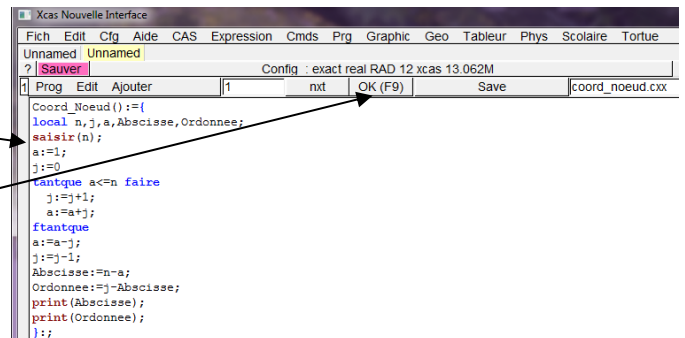 Xcas Nouvelle Interface
Fich Edit Cfg Aide CAS Expression Cmds Prg Graphic Geo Tableur Phys Scolaire Tortue
Unnamed Unnamed
? Sauver Config : exact real RAD 12 xcas 13.062M
1 Prog Edit Ajouter 1 nxt OK (F9) Save coord_noeud.cxx
Coord_Noeud():={
local n,j,a,Abscisse,Ordonnee;
saisir(n);
a:=1;
j:=0
tantque a<=n faire
j:=j+1;
a:=a+j;
ftantque
a:=a-j;
j:=j-1;
Abscisse:=n-a;
Ordonnee:=j-Abscisse;
print(Abscisse);
print(Ordonnee);
}:;